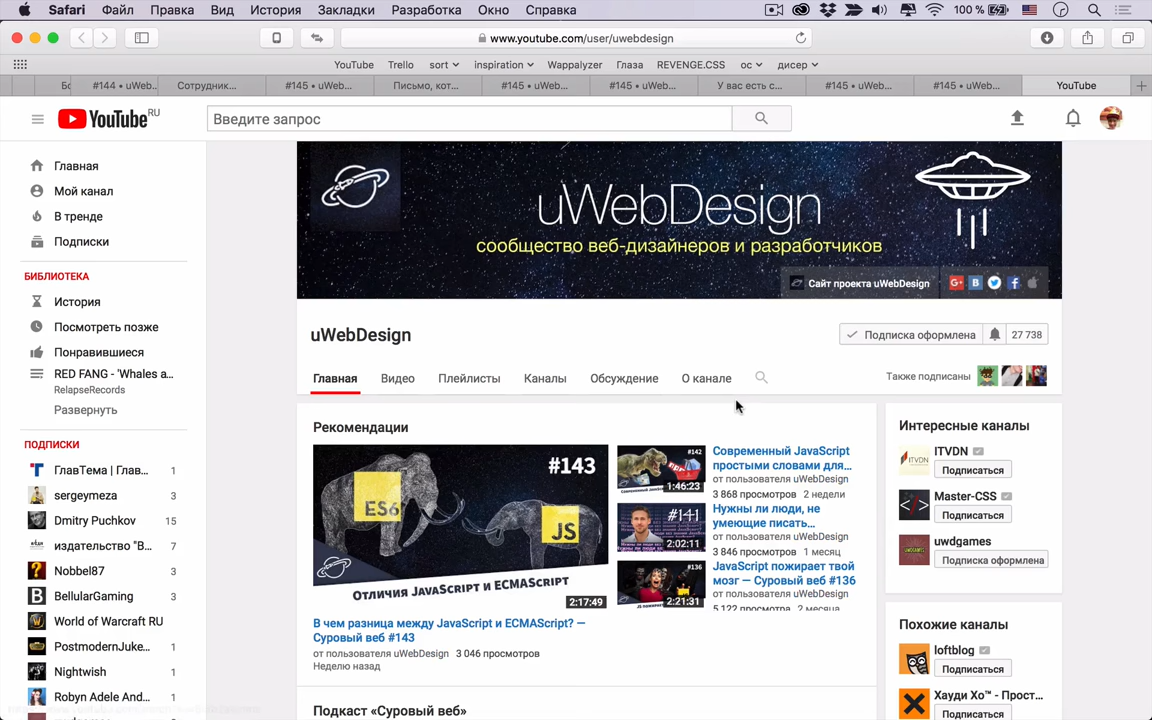 Safari Файл Правка Вид История Закладки Разработка Окно Справка 100 %
www.youtube.com/user/uwebdesign
YouTube Trello sort inspiration Wappalyzer Глаза REVENGE.CSS ос дисер
Бо #144 • uWeb... Сотрудник... #145 • uWeb... Письмо, кот... #145 • uWeb... #145 • uWeb... У вас есть с... #145 • uWeb... #145 • uWeb... YouTube
YouTube RU
Введите запрос
Главная
Мой канал
В тренде
Подписки
БИБЛИОТЕКА
История
Посмотреть позже
Понравившиеся
RED FANG - 'Whales a...
RelapseRecords
Развернуть
ПОДПИСКИ
ГлавТема | Глав... 1
sergeymeza 3
Dmitry Puchkov 15
издательство "В... 7
Nobbel87 3
BellularGaming 3
World of Warcraft RU
PostmodernJuke... 1
Nightwish 1
Robyn Adele And... 1
uWebDesign
сообщество веб-дизайнеров и разработчиков
Сайт проекта uWebDesign
uWebDesign
Подписка оформлена 27 738
Главная Видео Плейлисты Каналы Обсуждение О канале
Также подписаны
Рекомендации
#143
ES6
JS
ОТЛИЧИЯ JAVASCRIPT И ECMASCRIPT
2:17:49
В чем разница между JavaScript и ECMAScript? —
Суровый веб #143
от пользователя uWebDesign 3 046 просмотров
Неделю назад
#142
1:46:23
Современный JavaScript
простыми словами для...
от пользователя uWebDesign
3 868 просмотров 2 недели
#141
2:02:11
Нужны ли люди, не
умеющие писать...
от пользователя uWebDesign
3 846 просмотров 1 месяц
#136
2:21:31
JavaScript пожирает твой
мозг — Суровый веб #136
от пользователя uWebDesign
5 122 просмотра 2 месяца
Подкаст «Суровый веб»
Интересные каналы
ITVDN
Подписаться
Master-CSS
Подписаться
uwdgames
Подписка оформлена
Похожие каналы
loftblog
Подписаться
Хауди Хо™ - Прост...
Подписаться